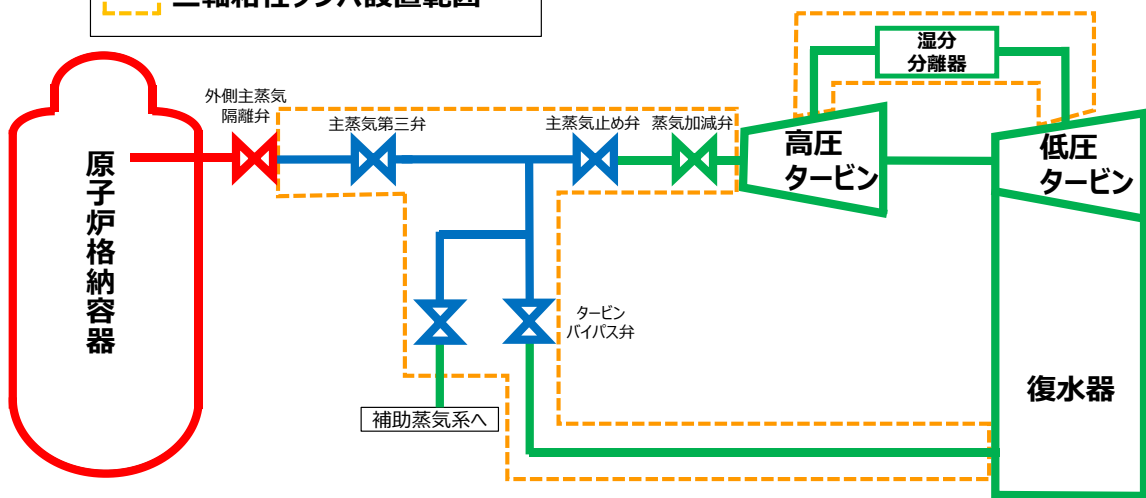 湿分
分離器
外側主蒸気
隔離弁
主蒸気第三弁
主蒸気止め弁
蒸気加減弁
高圧
タービン
低圧
タービン
原子炉格納容器
タービン
バイパス弁
復水器
補助蒸気系へ